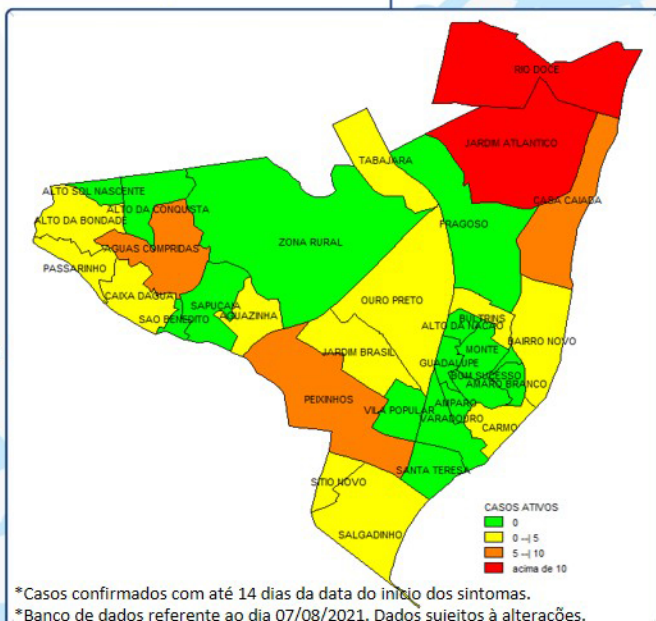 RIO DOCE
JARDIM ATLANTICO
TABAJARA
CASA CAIADA
ALTO SOL NASCENTE
ALTO DA CONQUISTA
ALTO DA BONDADE
FRAGOSO
ZONA RURAL
AGUAS COMPRIDAS
PASSARINHO
CAIXA DAGUA
OURO PRETO
SAPUCAIA
SAO BENEDITO
AGUAZINHA
BULTRINS
ALTO DA NACAO
BAIRRO NOVO
MONTE
JARDIM BRASIL
GUADALUPE
BOM SUCESSO
AMARO BRANCO
PEIXINHOS
AMPARO
VILA POPULAR
VARADOURO
CARMO
SANTA TERESA
SITIO NOVO
SALGADINHO
CASOS ATIVOS
0
0 --| 5
5 --| 10
acima de 10
*Casos confirmados com até 14 dias da data do início dos sintomas.
*Banco de dados referente ao dia 07/08/2021. Dados sujeitos à alterações.